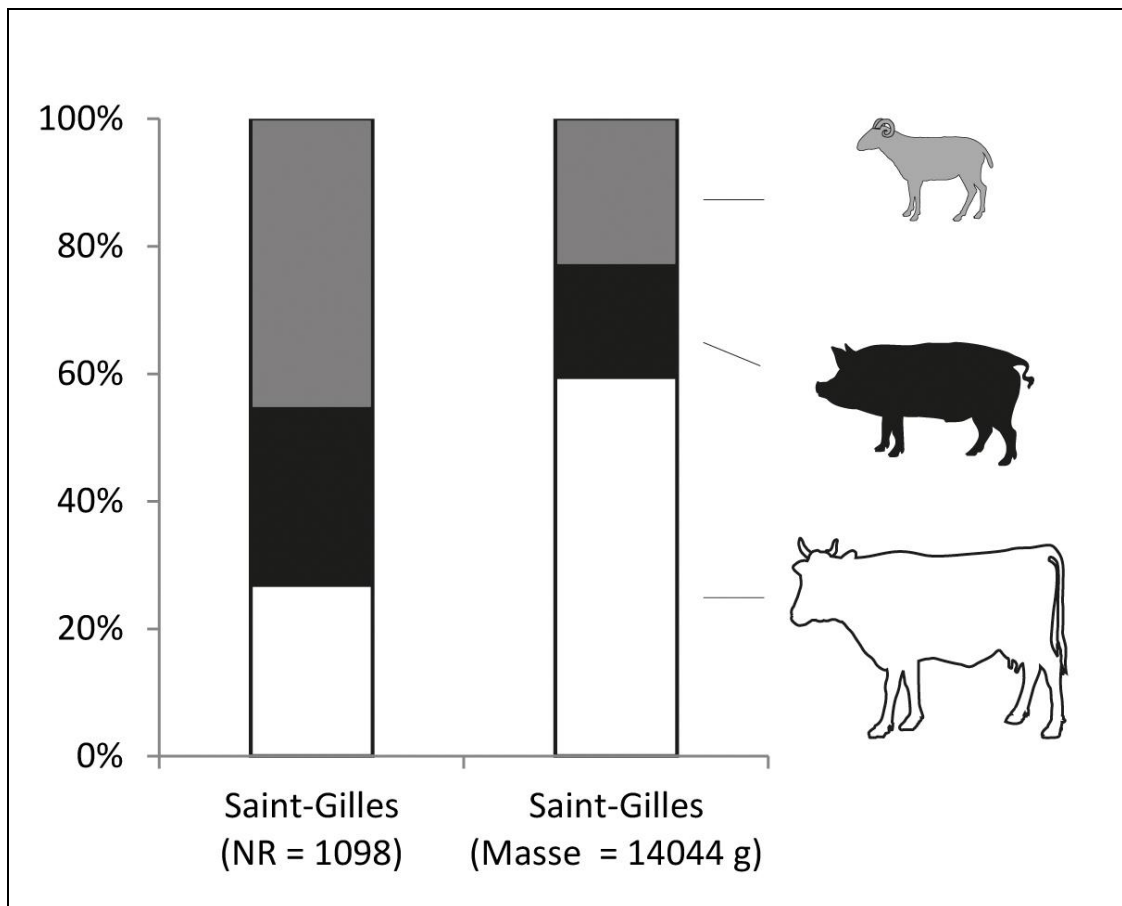 100%
80%
60%
40%
20%
0%
Saint-Gilles
(NR = 1098)
Saint-Gilles
(Masse = 14044 g)